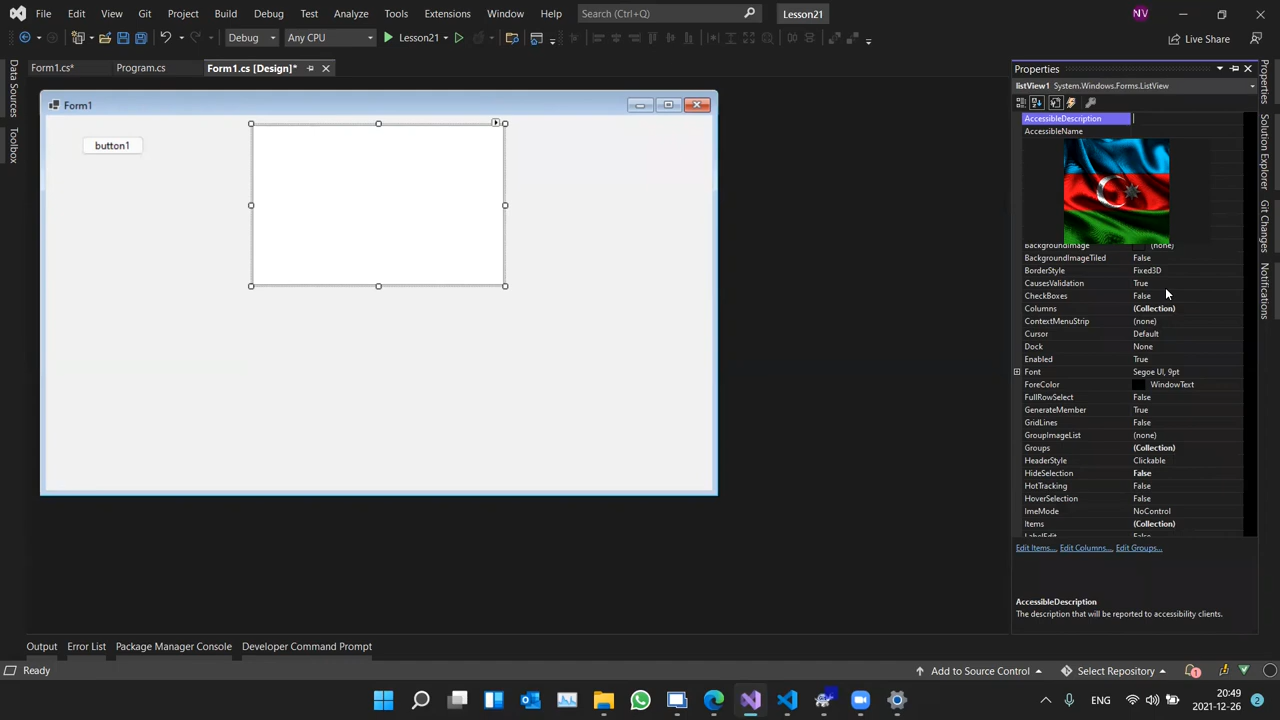 File Edit View Git Project Build Debug Test Analyze Tools Extensions Window Help Search (Ctrl+Q) Lesson21 NV
Debug Any CPU Lesson21 Live Share
Form1.cs* Program.cs Form1.cs [Design]*
Data Sources
Toolbox
Form1
button1
Properties
listView1 System.Windows.Forms.ListView
AccessibleDescription
AccessibleName
BackgroundImage (none)
BackgroundImageTiled False
BorderStyle Fixed3D
CausesValidation True
CheckBoxes False
Columns (Collection)
ContextMenuStrip (none)
Cursor Default
Dock None
Enabled True
Font Segoe UI, 9pt
ForeColor WindowText
FullRowSelect False
GenerateMember True
GridLines False
GroupImageList (none)
Groups (Collection)
HeaderStyle Clickable
HideSelection False
HotTracking False
HoverSelection False
ImeMode NoControl
Items (Collection)
LabelEdit False
Edit Items... Edit Columns... Edit Groups...
AccessibleDescription
The description that will be reported to accessibility clients.
Properties
Solution Explorer
Git Changes
Notifications
Output Error List Package Manager Console Developer Command Prompt
Ready Add to Source Control Select Repository 1
ENG 20:49
2021-12-26 2